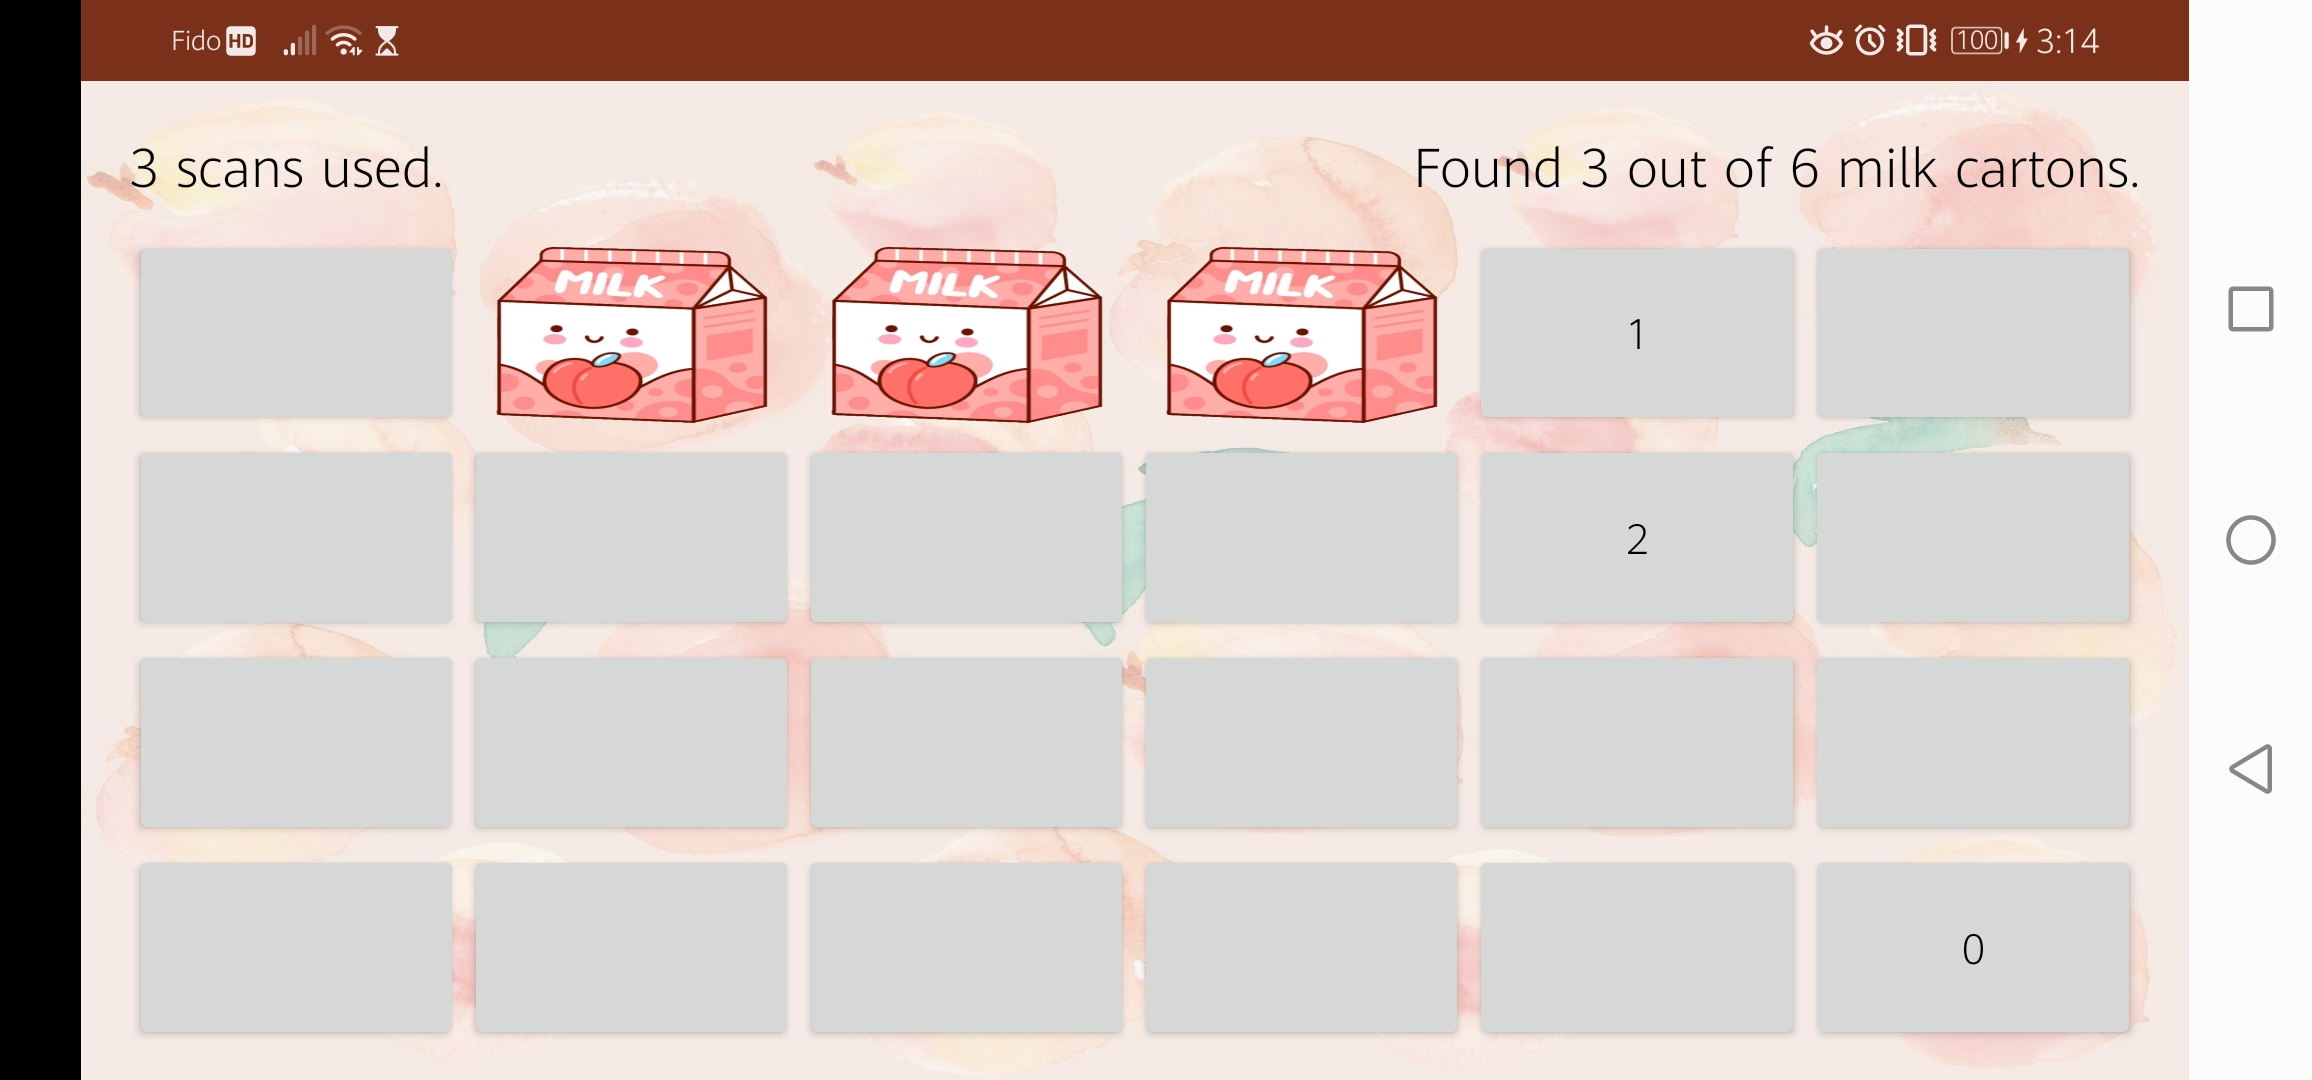 Fido HD 100 3:14
3 scans used. Found 3 out of 6 milk cartons.
MILK MILK MILK 1
2
0